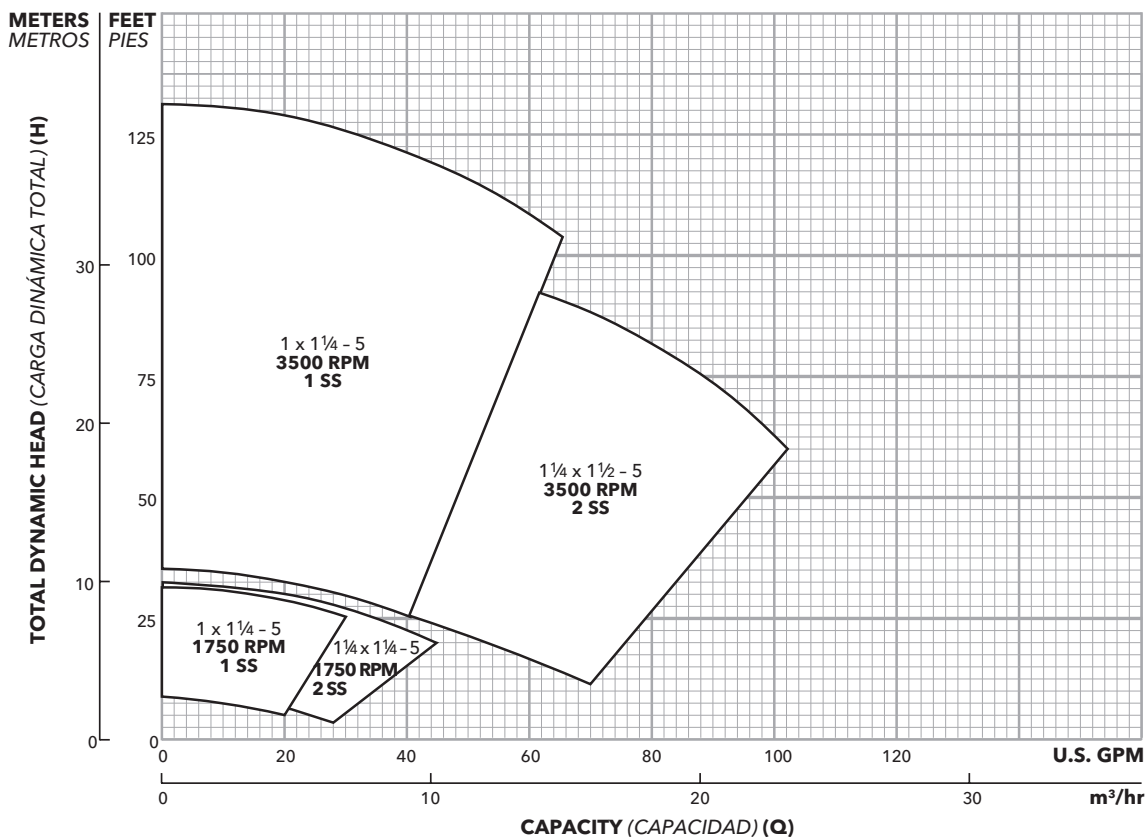 METERS
METROS
FEET
PIES
TOTAL DYNAMIC HEAD (CARGA DINÁMICA TOTAL) (H)
125
100
75
50
25
0
30
20
10
0
1 x 1¼ – 5
3500 RPM
1 SS
1¼ x 1½ – 5
3500 RPM
2 SS
1 x 1¼ – 5
1750 RPM
1 SS
1¼ x 1¼ – 5
1750 RPM
2 SS
0 20 40 60 80 100 120 U.S. GPM
0 10 20 30 m³/hr
CAPACITY (CAPACIDAD) (Q)